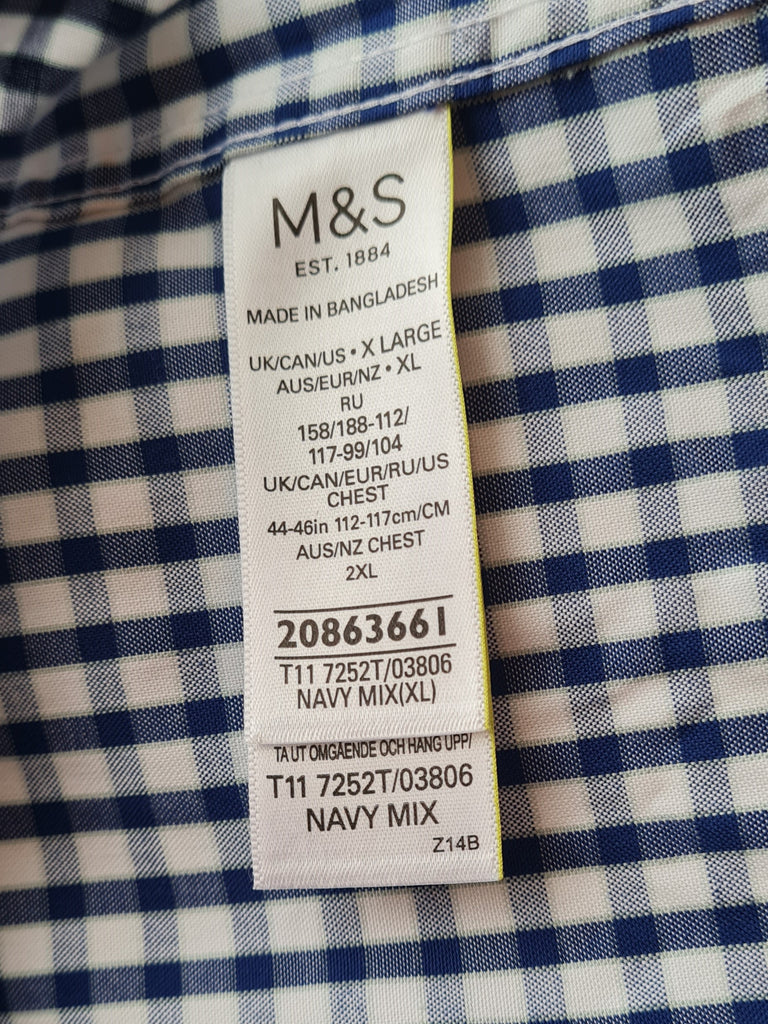 M&S
EST. 1884
MADE IN BANGLADESH
UK/CAN/US • X LARGE
AUS/EUR/NZ • XL
RU
158/188-112/
117-99/104
UK/CAN/EUR/RU/US
CHEST
44-46in 112-117cm/CM
AUS/NZ CHEST
2XL
20863661
T11 7252T/03806
NAVY MIX(XL)
TA UT OMGÅENDE OCH HANG UPP/
T11 7252T/03806
NAVY MIX
Z14B